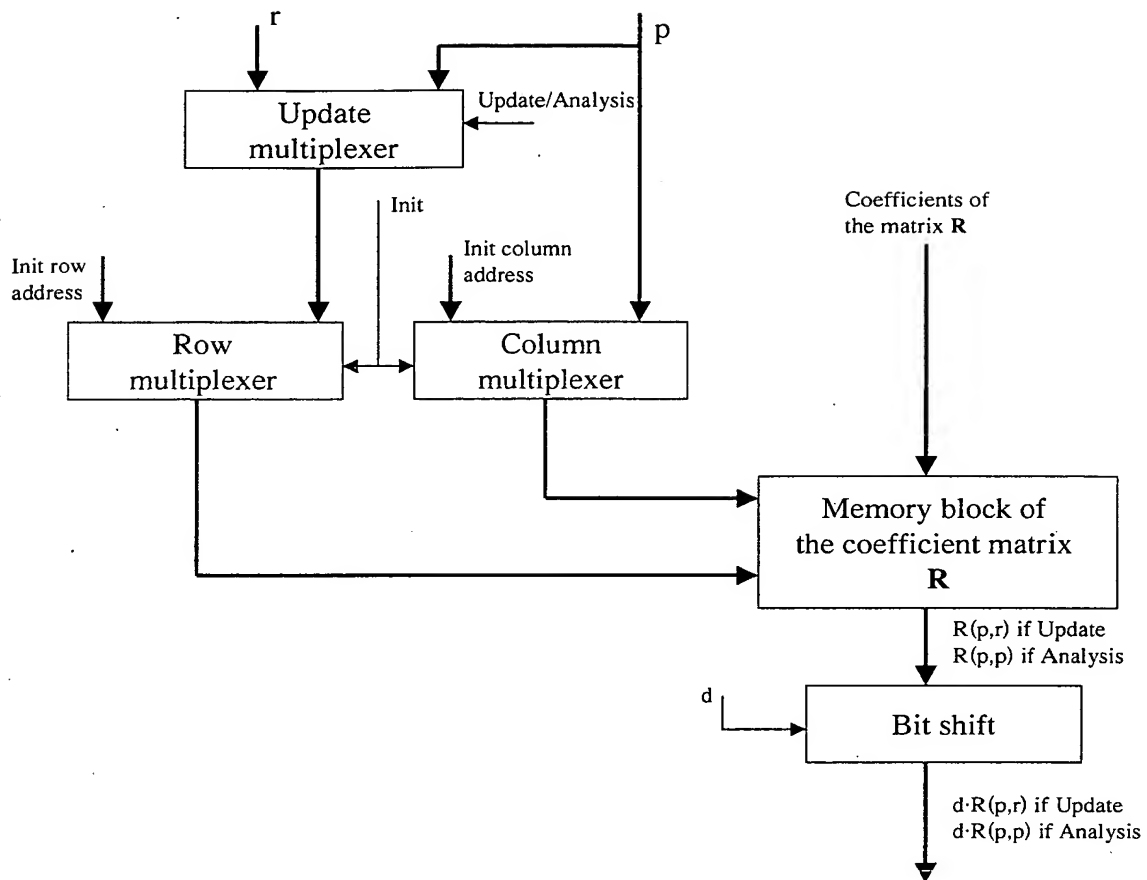 r
p
Update
multiplexer
Update/Analysis
Init
Init row
address
Init column
address
Coefficients of
the matrix R
Row
multiplexer
Column
multiplexer
Memory block of
the coefficient matrix
R
R(p,r) if Update
R(p,p) if Analysis
d
Bit shift
d·R(p,r) if Update
d·R(p,p) if Analysis